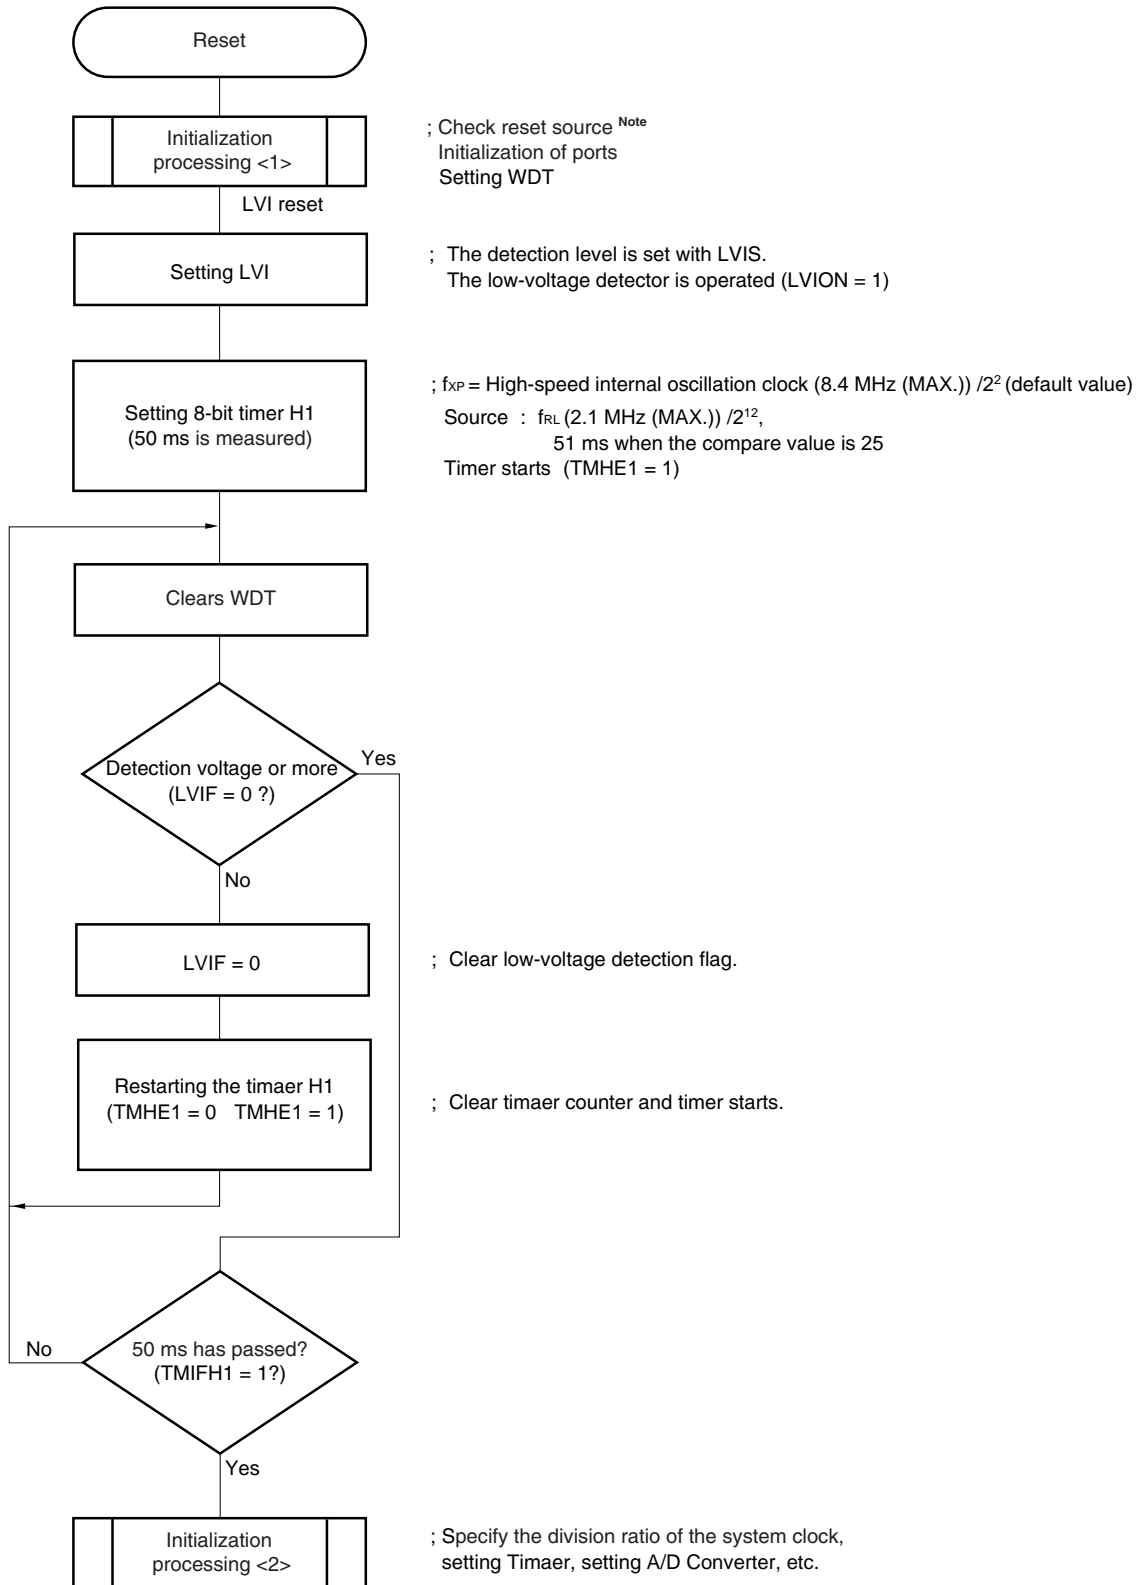 Reset
Initialization
processing <1>
; Check reset source Note
Initialization of ports
Setting WDT
LVI reset
Setting LVI
; The detection level is set with LVIS.
The low-voltage detector is operated (LVION = 1)
Setting 8-bit timer H1
(50 ms is measured)
; fXP = High-speed internal oscillation clock (8.4 MHz (MAX.)) /2² (default value)
Source : fRL (2.1 MHz (MAX.)) /2¹²,
51 ms when the compare value is 25
Timer starts (TMHE1 = 1)
Clears WDT
Detection voltage or more
(LVIF = 0 ?)
Yes
No
LVIF = 0
; Clear low-voltage detection flag.
Restarting the timaer H1
(TMHE1 = 0 TMHE1 = 1)
; Clear timaer counter and timer starts.
No
50 ms has passed?
(TMIFH1 = 1?)
Yes
Initialization
processing <2>
; Specify the division ratio of the system clock,
setting Timaer, setting A/D Converter, etc.